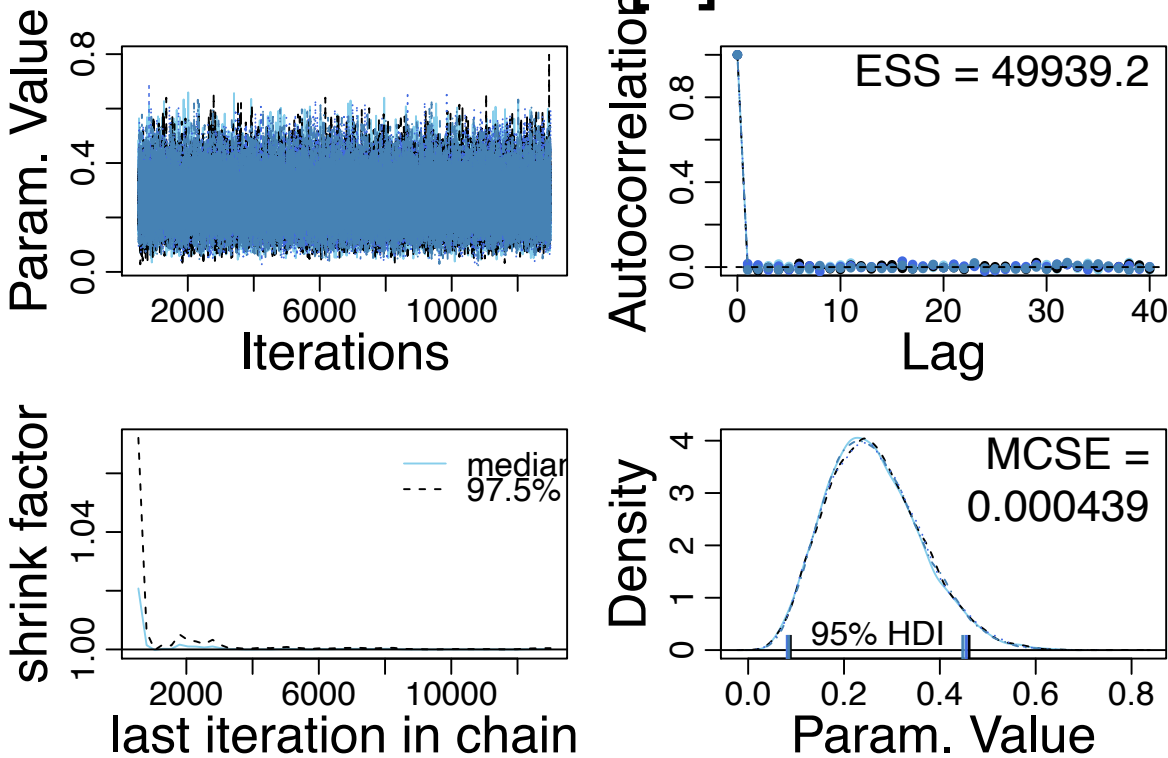 Param. Value
0.0
0.4
0.8
2000
6000
10000
Iterations
Autocorrelation
0.0
0.4
0.8
ESS = 49939.2
0
10
20
30
40
Lag
shrink factor
1.00
1.04
median
97.5%
2000
6000
10000
last iteration in chain
Density
0
1
2
3
4
MCSE =
0.000439
95% HDI
0.0
0.2
0.4
0.6
0.8
Param. Value